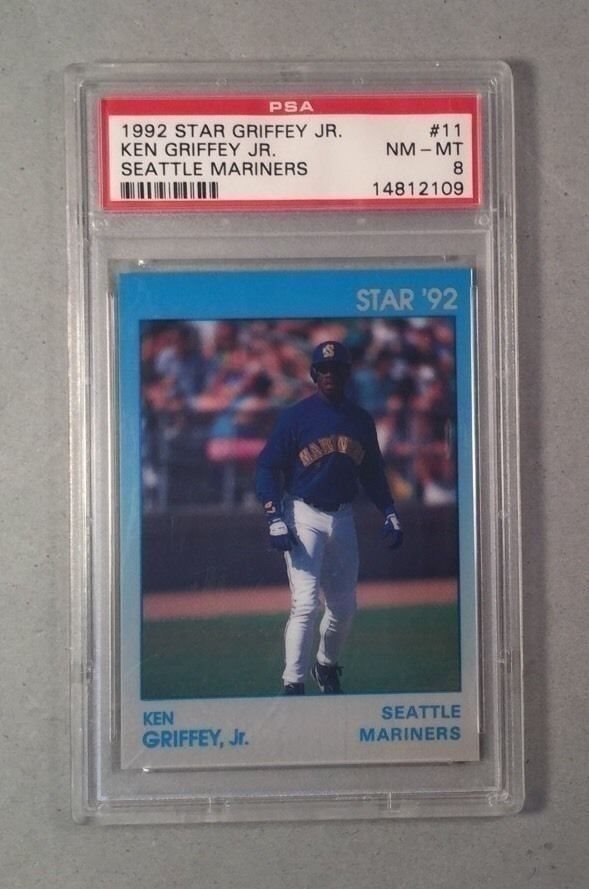 PSA
1992 STAR GRIFFEY JR. #11
KEN GRIFFEY JR. NM - MT
SEATTLE MARINERS 8
14812109
STAR '92
S
MARINERS
KEN
GRIFFEY, Jr.
SEATTLE
MARINERS